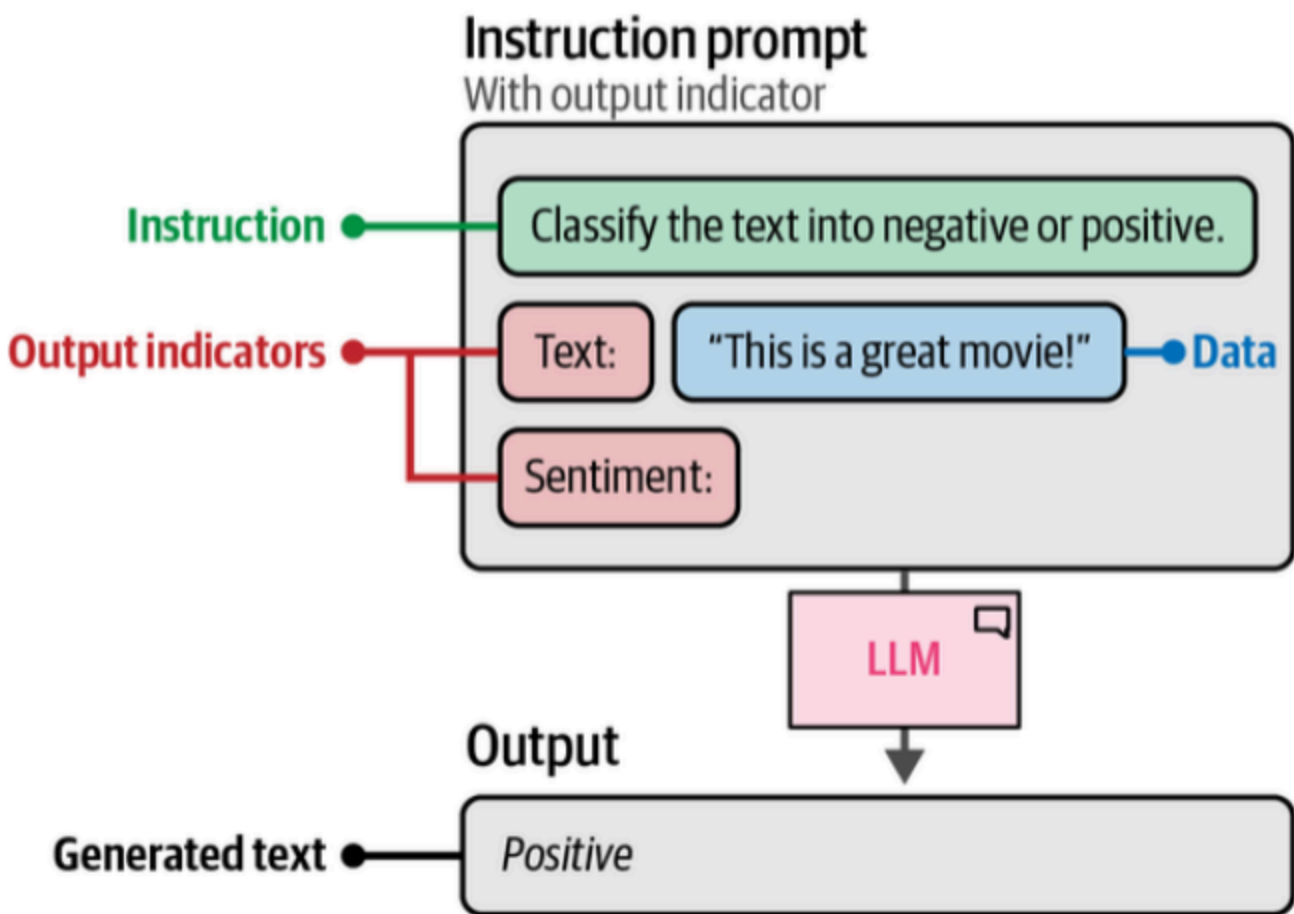 Instruction prompt
With output indicator
Instruction
Classify the text into negative or positive.
Output indicators
Text:
“This is a great movie!”
Data
Sentiment:
LLM
Output
Generated text
Positive